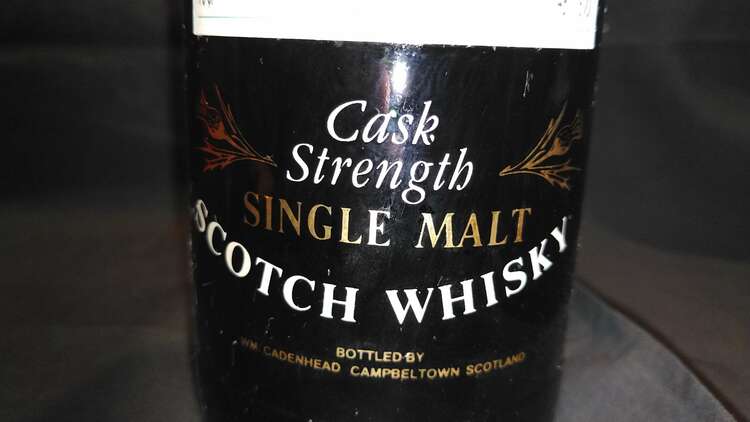 Cask
Strength
SINGLE MALT
SCOTCH WHISKY
BOTTLED BY
WM. CADENHEAD CAMPBELTOWN SCOTLAND